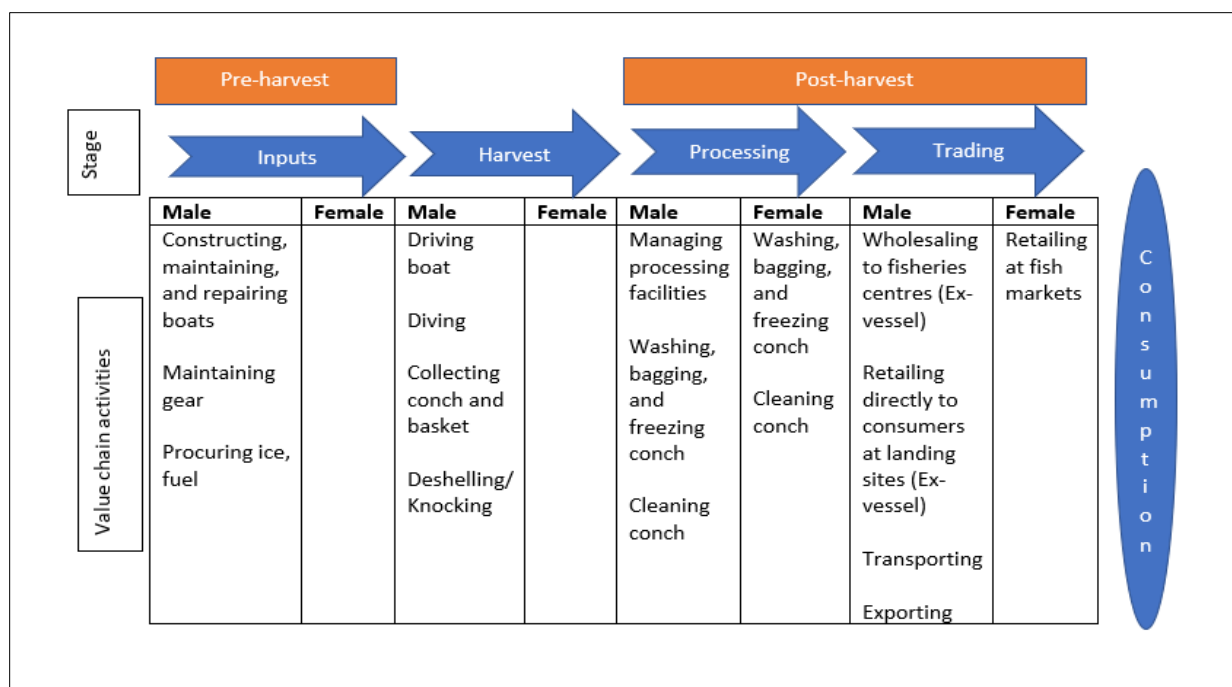 Pre-harvest
Post-harvest
Stage
Inputs
Harvest
Processing
Trading
Male
Female
Male
Female
Male
Female
Male
Female
Value chain activities
Constructing,
maintaining,
and repairing
boats
Maintaining
gear
Procuring ice,
fuel
Driving
boat
Diving
Collecting
conch and
basket
Deshelling/
Knocking
Managing
processing
facilities
Washing,
bagging,
and
freezing
conch
Cleaning
conch
Washing,
bagging,
and
freezing
conch
Cleaning
conch
Wholesaling
to fisheries
centres (Ex-
vessel)
Retailing
directly to
consumers
at landing
sites (Ex-
vessel)
Transporting
Exporting
Retailing
at fish
markets
Consumption